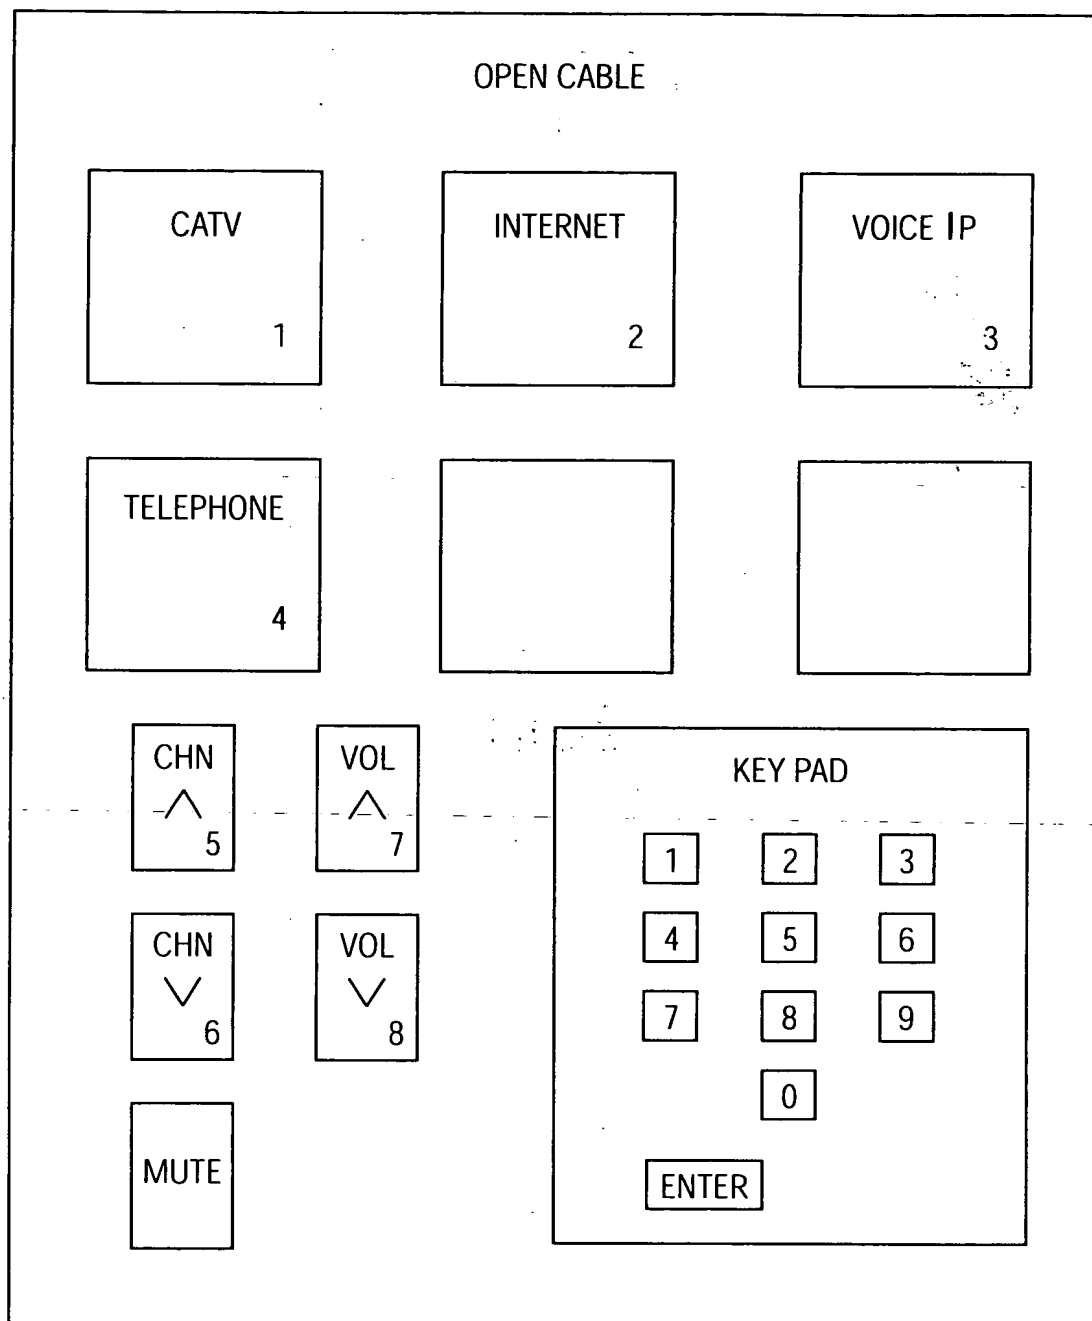 OPEN CABLE
CATV
1
INTERNET
2
VOICE IP
3
TELEPHONE
4
CHN
5
VOL
7
CHN
6
VOL
8
MUTE
KEY PAD
1 2 3
4 5 6
7 8 9
0
ENTER